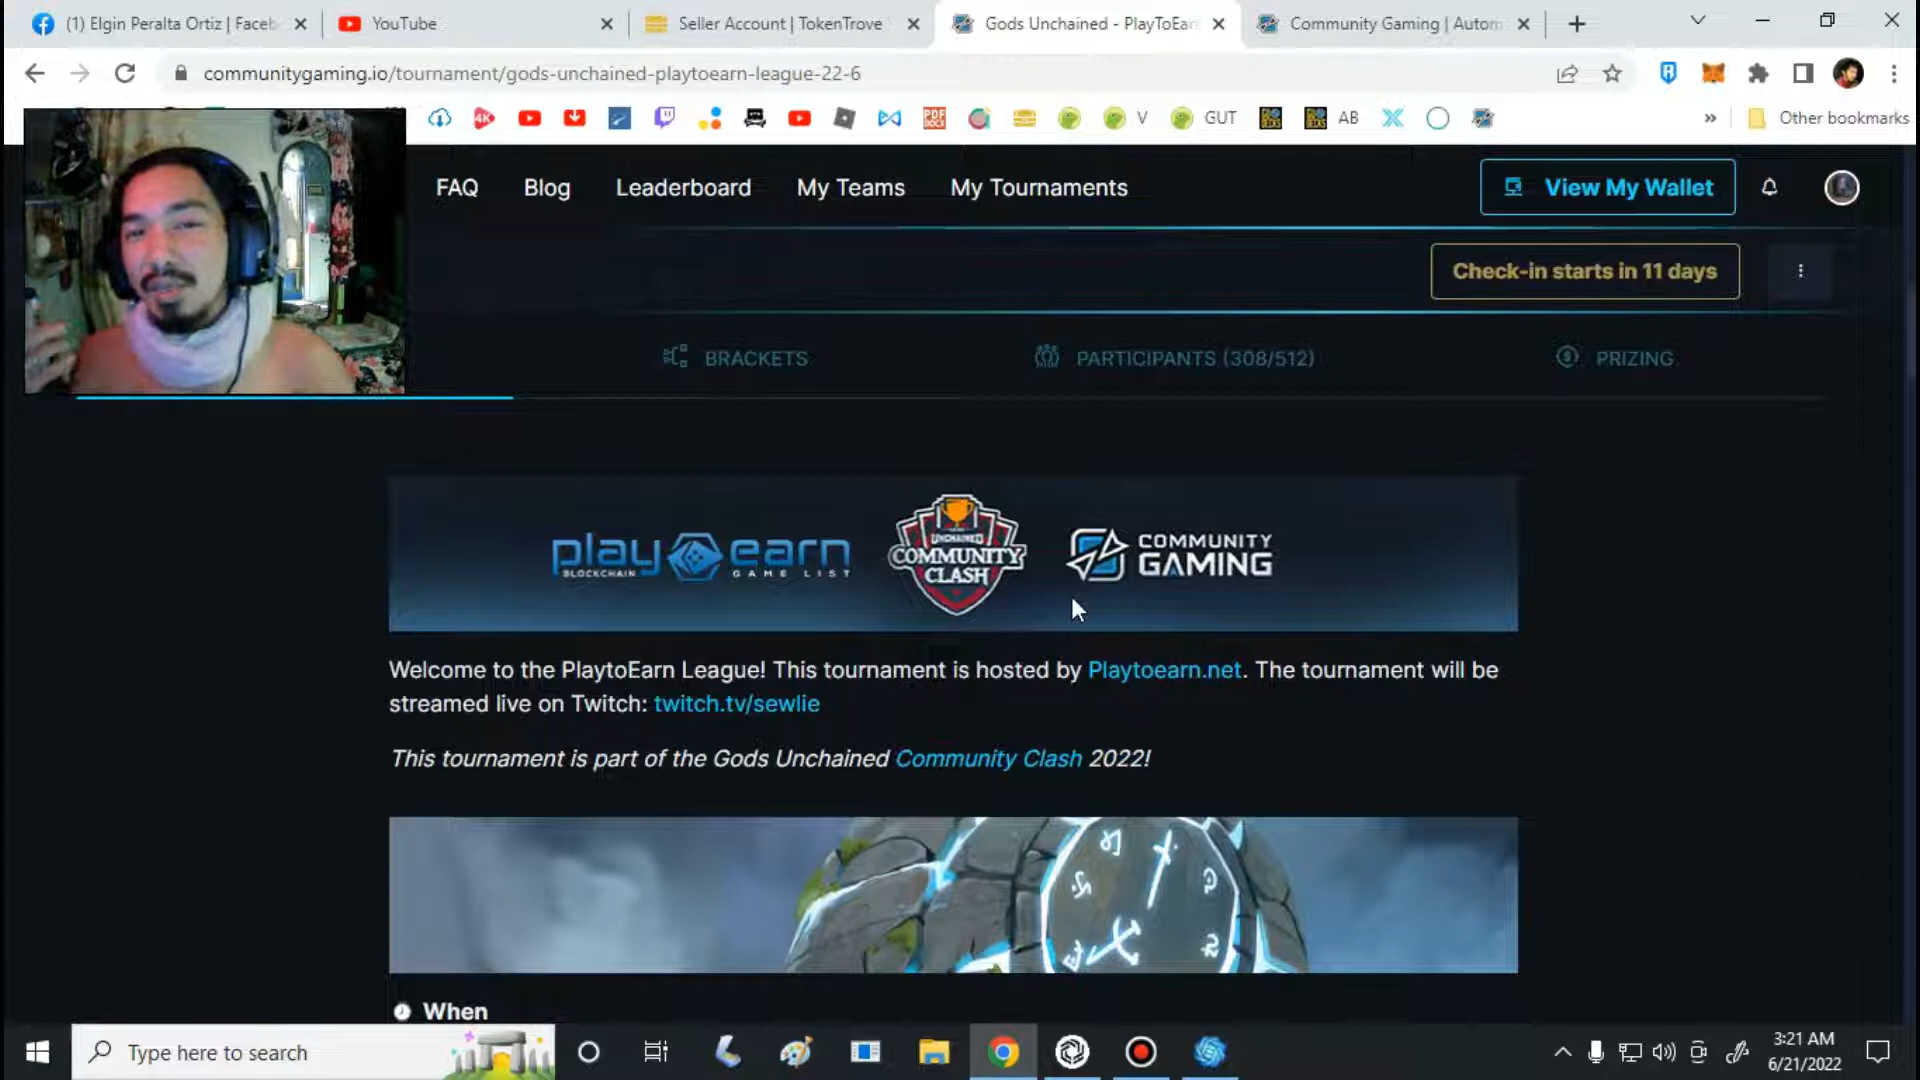 (1) Elgin Peralta Ortiz | Faceb
YouTube
Seller Account | TokenTrove
Gods Unchained - PlayToEar
Community Gaming | Autom
communitygaming.io/tournament/gods-unchained-playtoearn-league-22-6
4K
PDF
DOCX
V
GUT
AB
Other bookmarks
FAQ
Blog
Leaderboard
My Teams
My Tournaments
View My Wallet
Check-in starts in 11 days
BRACKETS
PARTICIPANTS (308/512)
PRIZING
play earn
BLOCKCHAIN GAME LIST
UNCHAINED
COMMUNITY
CLASH
COMMUNITY
GAMING
Welcome to the PlaytoEarn League! This tournament is hosted by Playtoearn.net. The tournament will be
streamed live on Twitch: twitch.tv/sewlie
This tournament is part of the Gods Unchained Community Clash 2022!
When
Type here to search
3:21 AM
6/21/2022